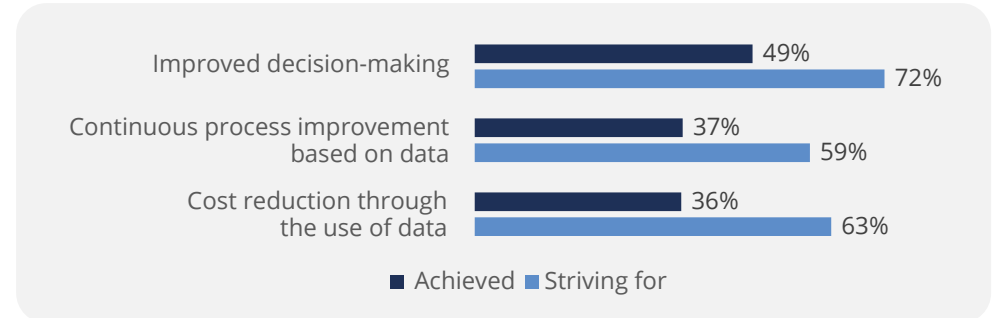 Improved decision-making
49%
72%
Continuous process improvement
based on data
37%
59%
Cost reduction through
the use of data
36%
63%
Achieved
Striving for